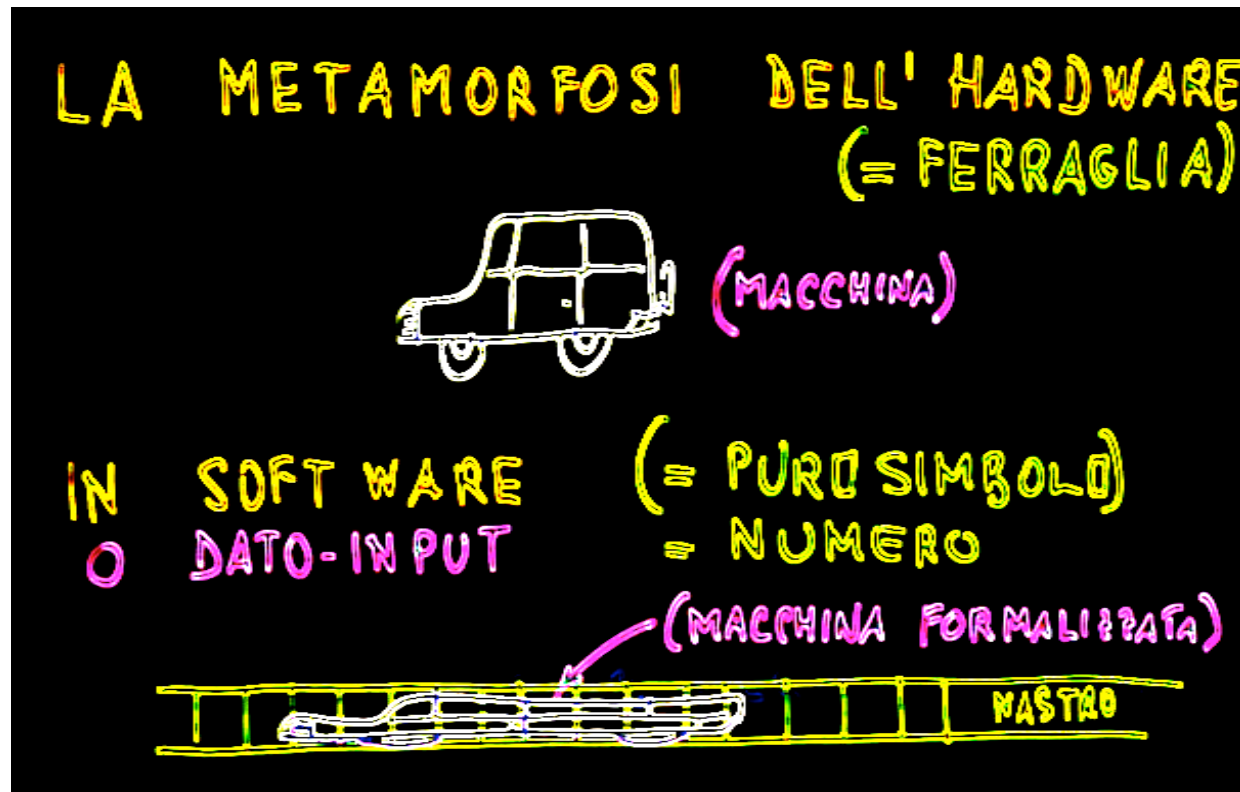 LA METAMORFOSI DELL' HARDWARE
(= FERRAGLIA)
(MACCHINA)
IN SOFTWARE (= PURO SIMBOLO)
O DATO-INPUT = NUMERO
(MACCHINA FORMALIZZATA)
NASTRO